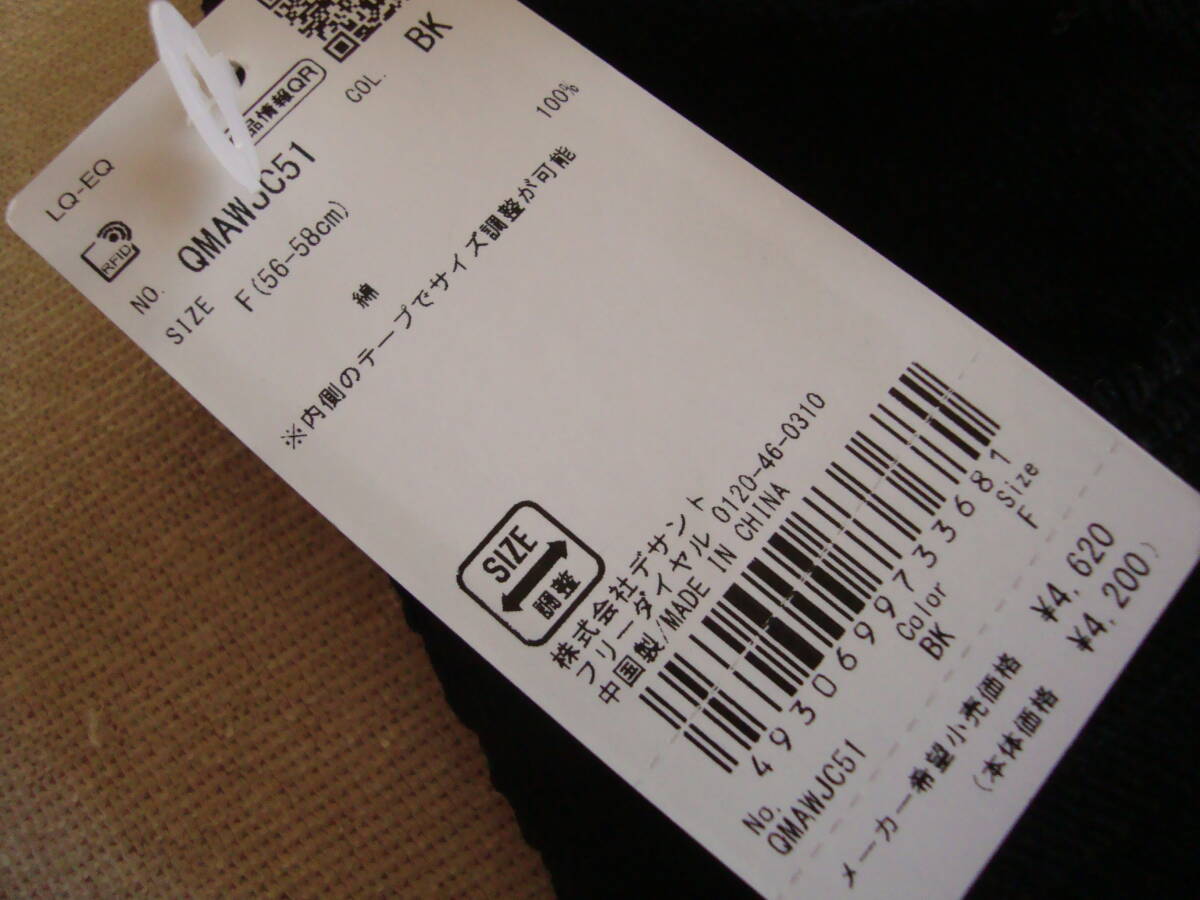 LQ-EQ
品情報QR
RFID
NO. QMAWJC51
COL. BK
SIZE F(56-58cm)
綿 100%
※内側のテープでサイズ調整が可能
SIZE
調整
株式会社デサント
フリーダイヤル 0120-46-0310
中国製/MADE IN CHINA
4930699733681
No. Color Size
QMAWJC51 BK F
メーカー希望小売価格 ¥4,620
(本体価格 ¥4,200)